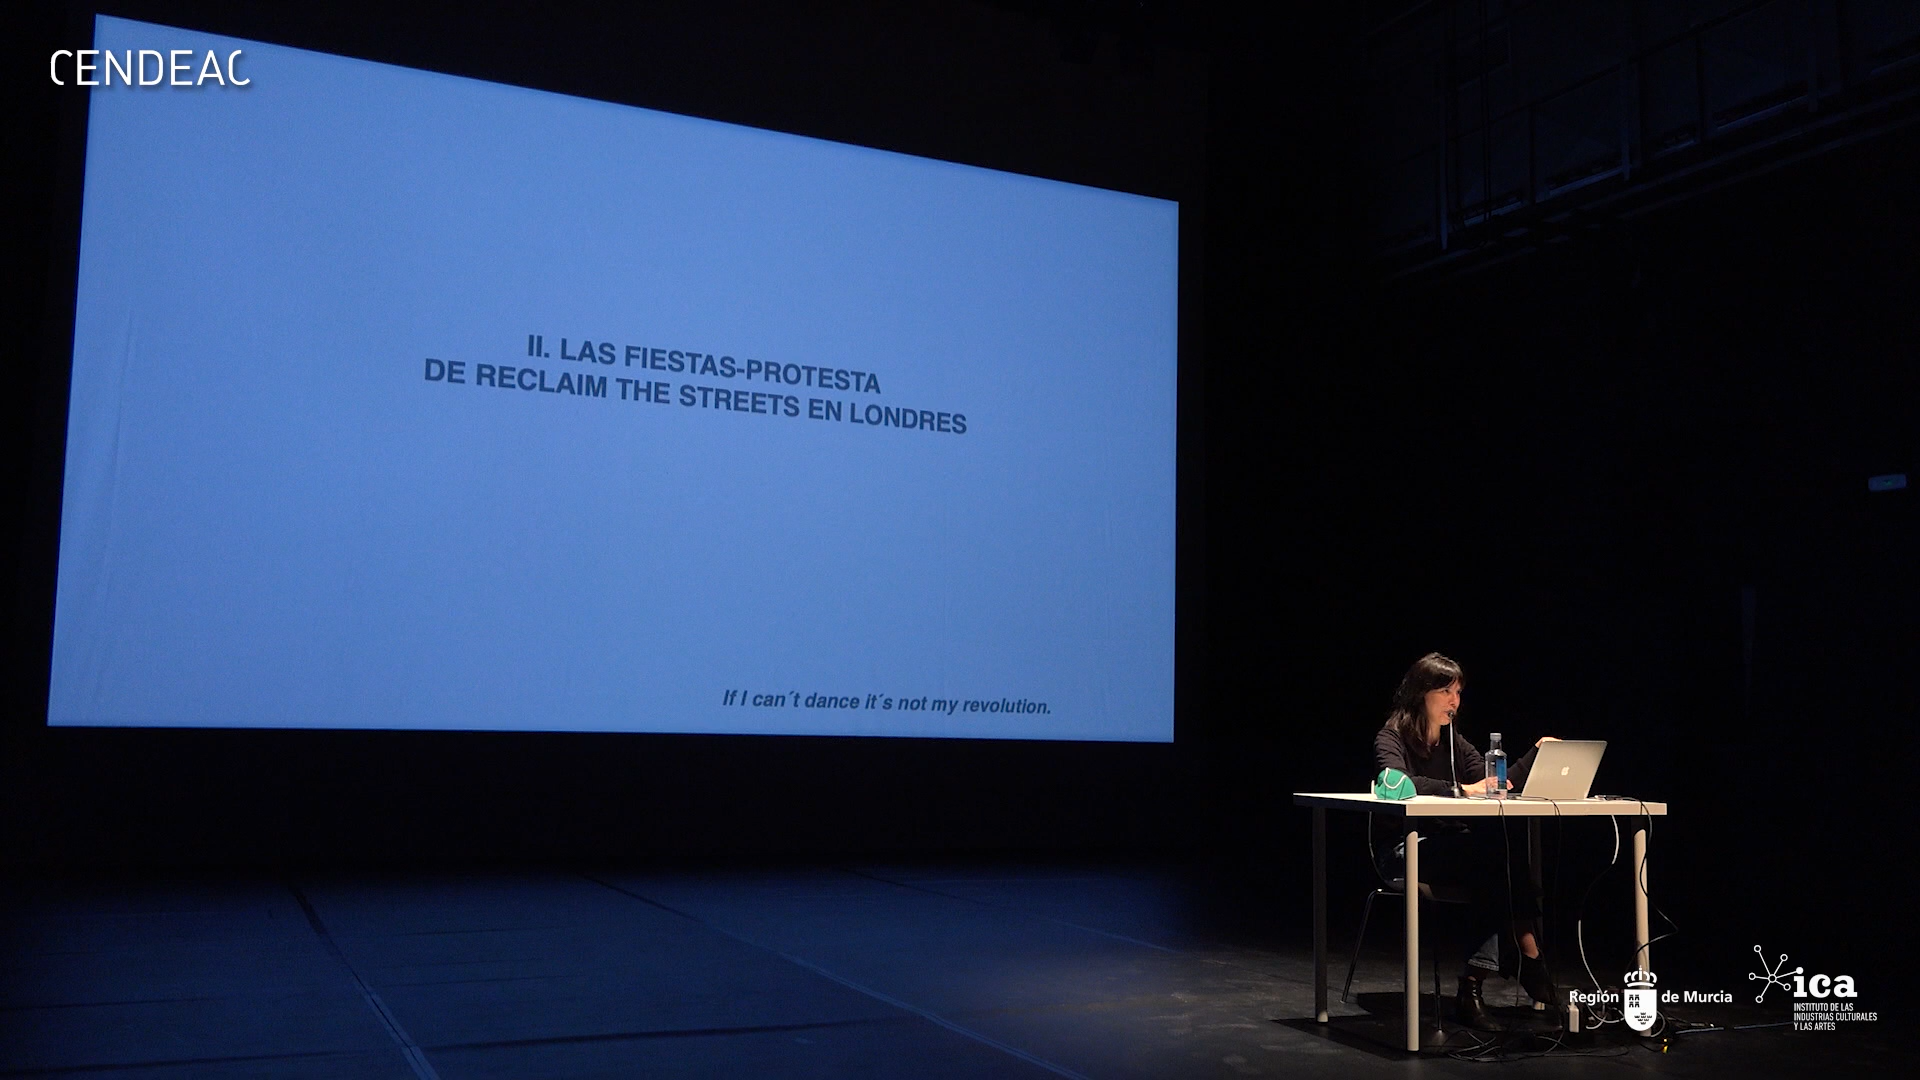 CENDEAC
II. LAS FIESTAS-PROTESTA
DE RECLAIM THE STREETS EN LONDRES
If I can´t dance it´s not my revolution.
Región de Murcia
ica
INSTITUTO DE LAS
INDUSTRIAS CULTURALES
Y LAS ARTES